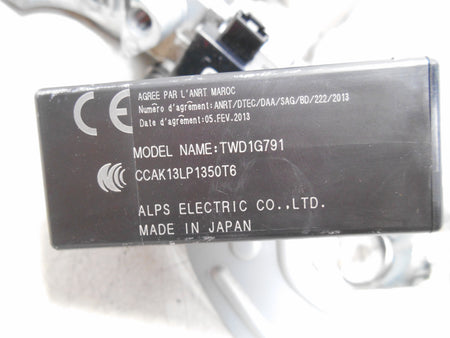 CE
AGREE PAR L'ANRT MAROC
Numéro d'agrément:ANRT/DTEC/DAA/SAG/BD/222/2013
Date d'agrément:05.FEV.2013
MODEL NAME:TWD1G791
CCAK13LP1350T6
ALPS ELECTRIC CO.,LTD.
MADE IN JAPAN